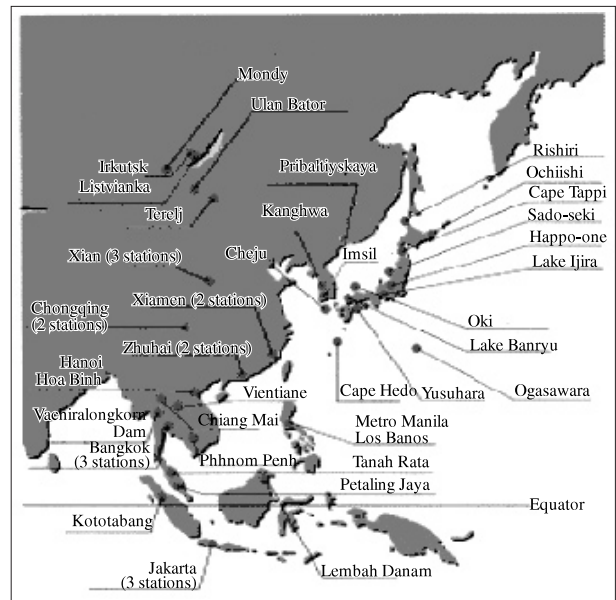 Mondy
Ulan Bator
Irkutsk
Listvianka
Terelj
Pribaltiyskaya
Kanghwa
Rishiri
Ochiishi
Cape Tappi
Sado-seki
Happo-one
Lake Ijira
Xian (3 stations)
Cheju
Imsil
Xiamen (2 stations)
Chongqing
(2 stations)
Oki
Lake Banryu
Zhuhai (2 stations)
Hanoi
Hoa Binh
Vientiane
Cape Hedo
Yusuhara
Ogasawara
Vachiralongkorn
Dam
Chiang Mai
Metro Manila
Los Banos
Bangkok
(3 stations)
Phhnom Penh
Tanah Rata
Petaling Jaya
Equator
Kototabang
Jakarta
(3 stations)
Lembah Danam